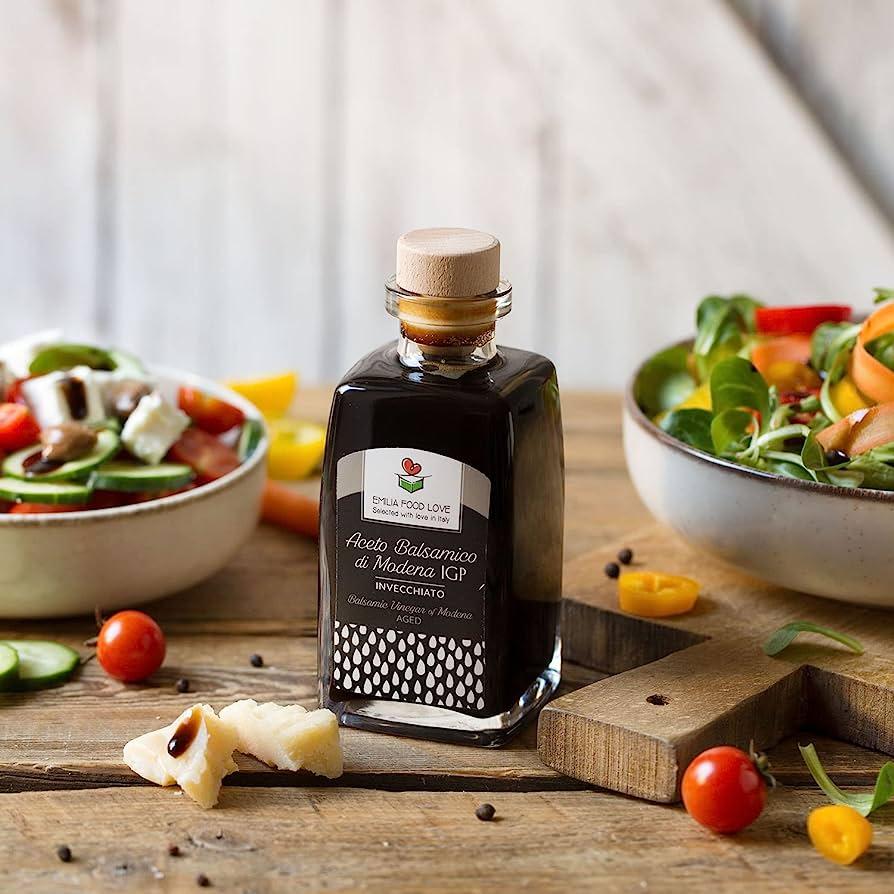 EMILIA FOOD LOVE
Selected with love in Italy
Aceto Balsamico
di Modena IGP
INVECCHIATO
Balsamic Vinegar of Modena
AGED